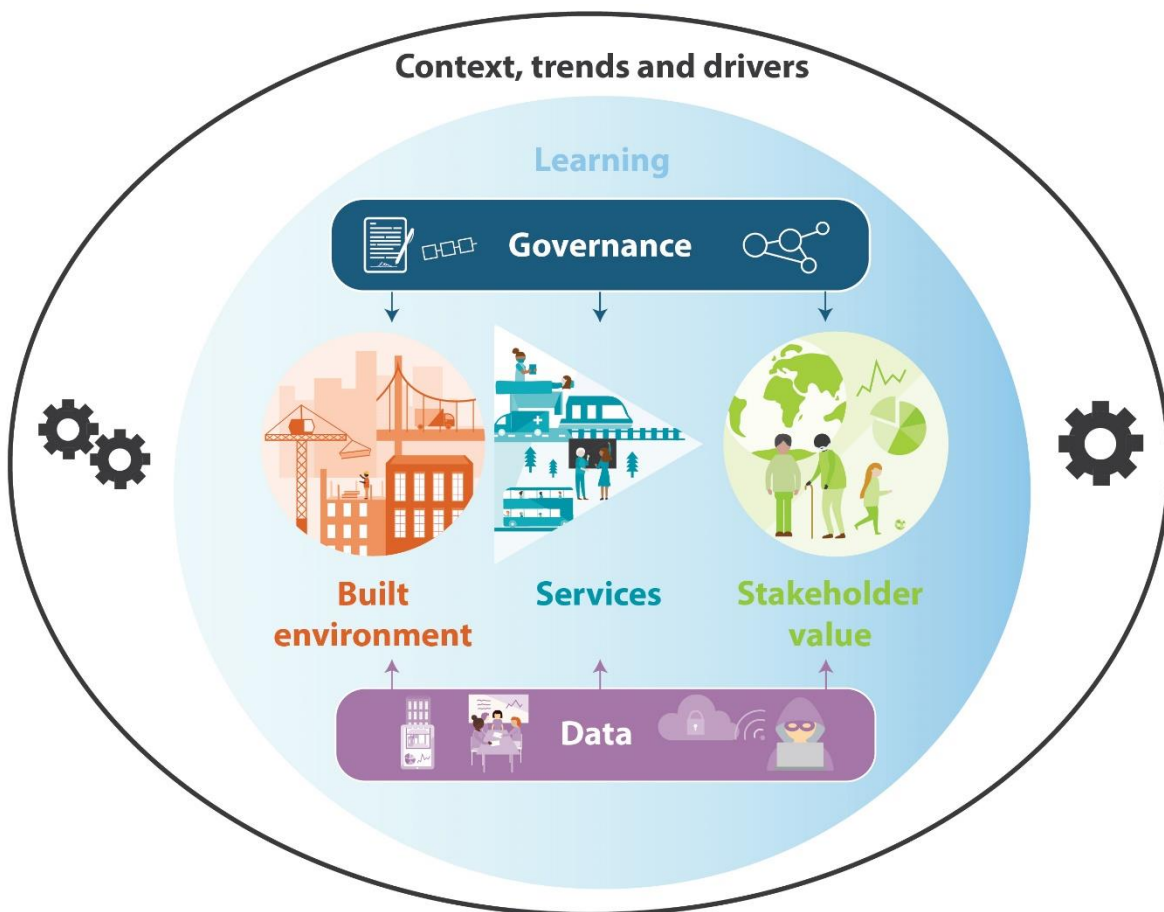 Context, trends and drivers
Learning
Governance
Built
environment
Services
Stakeholder
value
Data